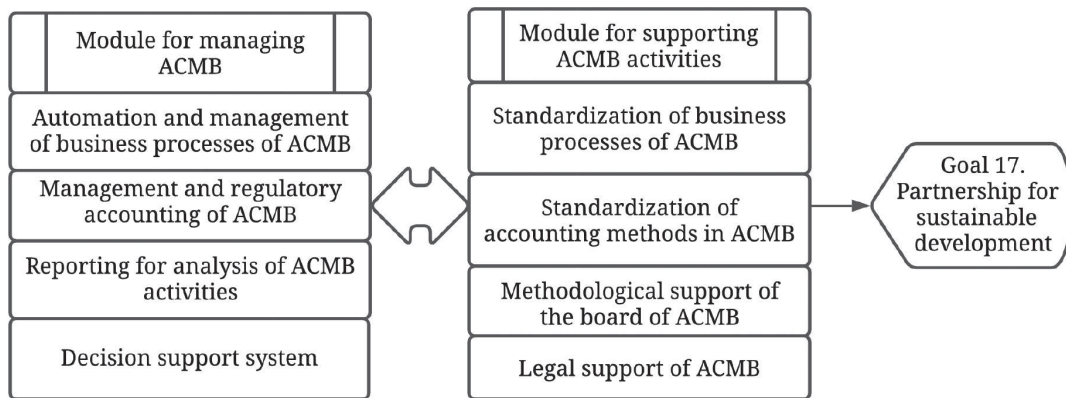 Module for managing
ACMB
Automation and management
of business processes of ACMB
Management and regulatory
accounting of ACMB
Reporting for analysis of ACMB
activities
Decision support system
Module for supporting
ACMB activities
Standardization of business
processes of ACMB
Standardization of
accounting methods in ACMB
Methodological support of
the board of ACMB
Legal support of ACMB
Goal 17.
Partnership for
sustainable
development